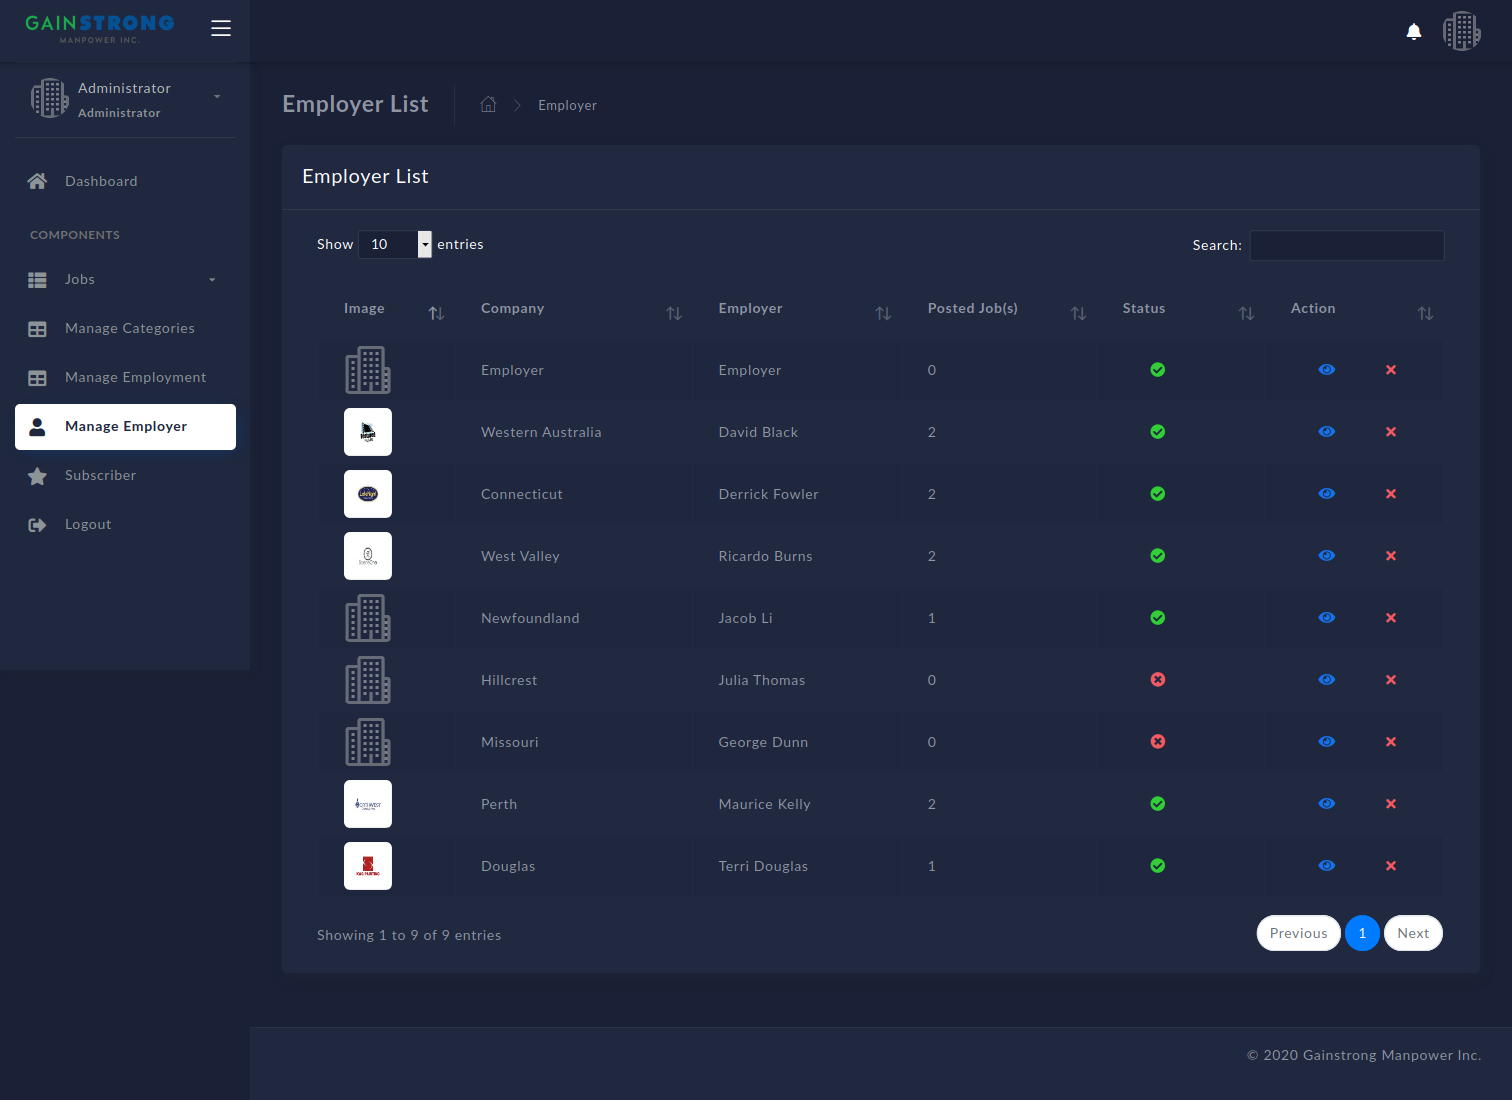 GAINSTRONG
MANPOWER INC.
Administrator
Administrator
Dashboard
COMPONENTS
Jobs
Manage Categories
Manage Employment
Manage Employer
Subscriber
Logout
Employer List
Employer
Employer List
Show 10 entries
Search:
Image Company Employer Posted Job(s) Status Action
Employer Employer 0
Western Australia David Black 2
Connecticut Derrick Fowler 2
West Valley Ricardo Burns 2
Newfoundland Jacob Li 1
Hillcrest Julia Thomas 0
Missouri George Dunn 0
Perth Maurice Kelly 2
Douglas Terri Douglas 1
Showing 1 to 9 of 9 entries
Previous 1 Next
© 2020 Gainstrong Manpower Inc.